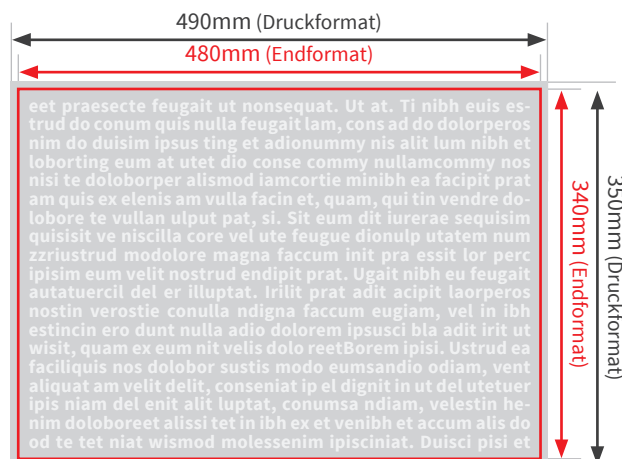 490mm (Druckformat)
480mm (Endformat)
eet praesecte feugait ut nonsequat. Ut at. Ti nibh euis es-
trud do conum quis nulla feugait lam, cons ad do dolorperos
nim do duisim ipsus ting et adionummy nis alit lum nibh et
loborting eum at utet dio conse commy nullamcommy nos
nisi te doloborper alismod iamcortie minibh ea facipit prat
am quis ex elenis am vulla facin et, quam, qui tin vendre do-
lobore te vullan ulput pat, si. Sit eum dit iurerae sequisim
quisisit ve niscilla core vel ute feugue dionulp utatem num
zzriustrud modolore magna faccum init pra essit lor perc
ipisim eum velit nostrud endipit prat. Ugait nibh eu feugait
autatuercil del er illuptat. Irilit prat adit acipit laorperos
nostin verostie conulla ndigna feccum eugiam, vel in ibh
estincin ero dunt nulla adio dolorem ipsusci bla adit irit ut
wisit, quam ex eum nit velis dolo eetBorem ipisi. Ustrud ea
faciliquis nos dolobor sustis modo eumsandio odiam, vent
aliquat am velit delit, conseniat ip el dignit in ut del utetuer
ipis niam del enit alit luptat, conumsa ndiam, velestin he-
nim doloboreet alissi tet in ibh ex et venibh et accum alis do
od te tet niat wismod molessenim ipisciniat. Duisci pisi et
340mm (Endformat)
350mm (Druckformat)